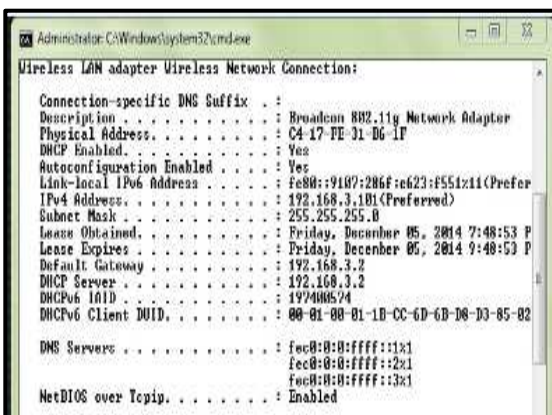 Administrator: C:\Windows\system32\cmd.exe
Wireless LAN adapter Wireless Network Connection:
Connection-specific DNS Suffix . :
Description . . . . . . . . . . . : Broadcom 802.11g Network Adapter
Physical Address. . . . . . . . . : C4-17-FE-31-D6-1F
DHCP Enabled. . . . . . . . . . . : Yes
Autoconfiguration Enabled . . . . : Yes
Link-local IPv6 Address . . . . . : fe80::9107:286f:e623:f551%11(Prefer
IPv4 Address. . . . . . . . . . . : 192.168.3.101(Preferred)
Subnet Mask . . . . . . . . . . . : 255.255.255.0
Lease Obtained. . . . . . . . . . : Friday, December 05, 2014 7:48:53 P
Lease Expires . . . . . . . . . . : Friday, December 05, 2014 9:48:53 P
Default Gateway . . . . . . . . . : 192.168.3.2
DHCP Server . . . . . . . . . . . : 192.168.3.2
DHCPv6 IAID . . . . . . . . . . . : 197400574
DHCPv6 Client DUID. . . . . . . . : 00-01-00-01-1B-CC-6D-6B-D0-D3-85-02
DNS Servers . . . . . . . . . . . : fec0:0:0:ffff::1%1
fec0:0:0:ffff::2%1
fec0:0:0:ffff::3%1
NetBIOS over Tcpip. . . . . . . . : Enabled